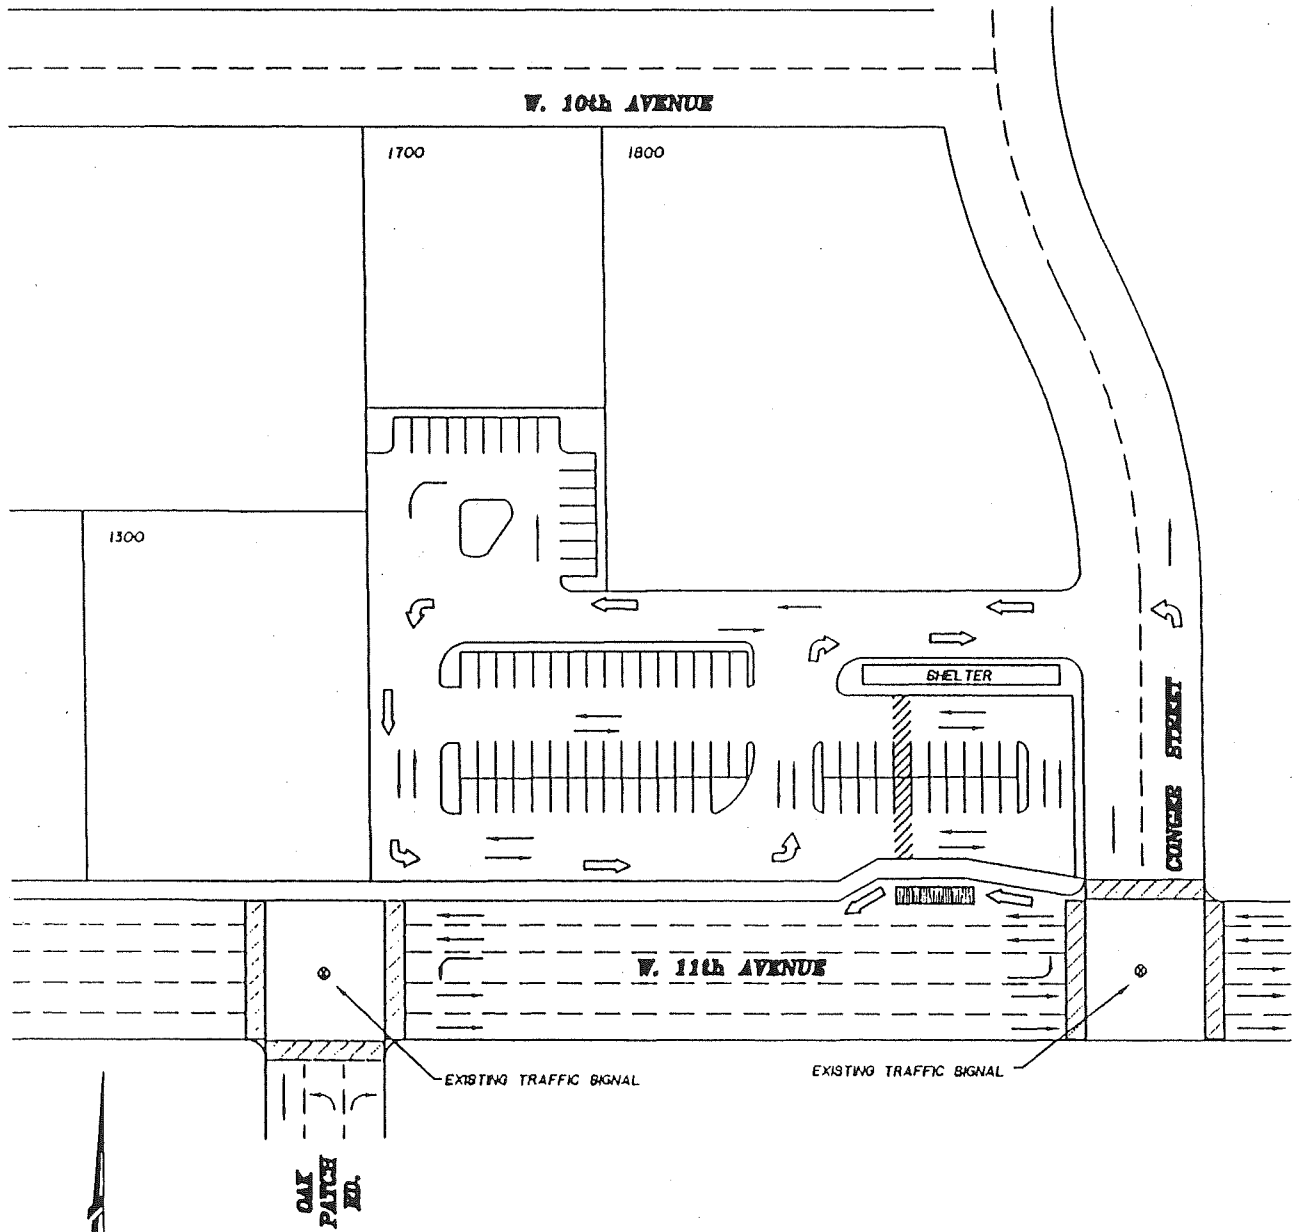 W. 10th AVENUE
1700
1800
1300
SHELTER
CONGER STREET
W. 11th AVENUE
EXISTING TRAFFIC SIGNAL
EXISTING TRAFFIC SIGNAL
OAK
PATCH
RD.